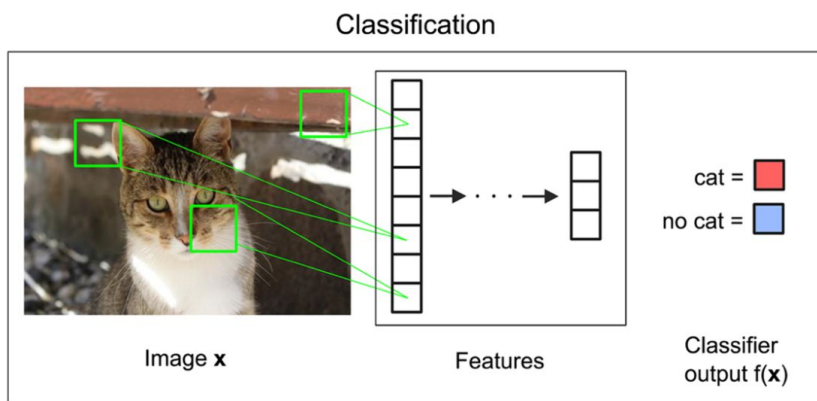 Classification
cat =
no cat =
Image x
Features
Classifier
output f(x)